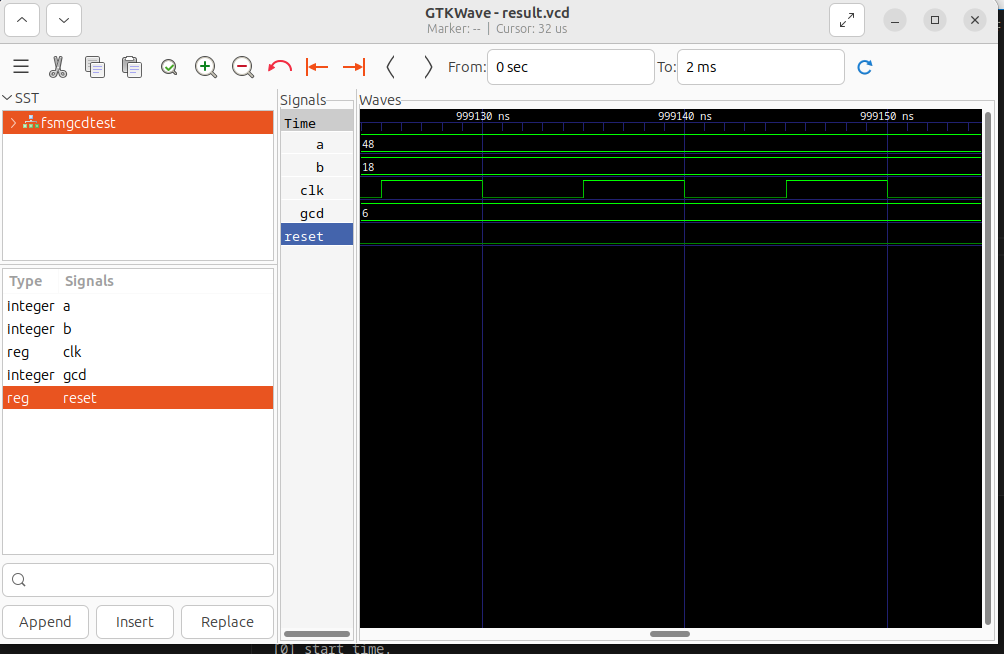 GTKWave - result.vcd
Marker: -- | Cursor: 32 us
From: 0 sec To: 2 ms
SST
fsmgcdtest
Type Signals
integer a
integer b
reg clk
integer gcd
reg reset
Append Insert Replace
Signals
Time
a
b
clk
gcd
reset
Waves
999130 ns 999140 ns 999150 ns
48
18
6
[0] start time.